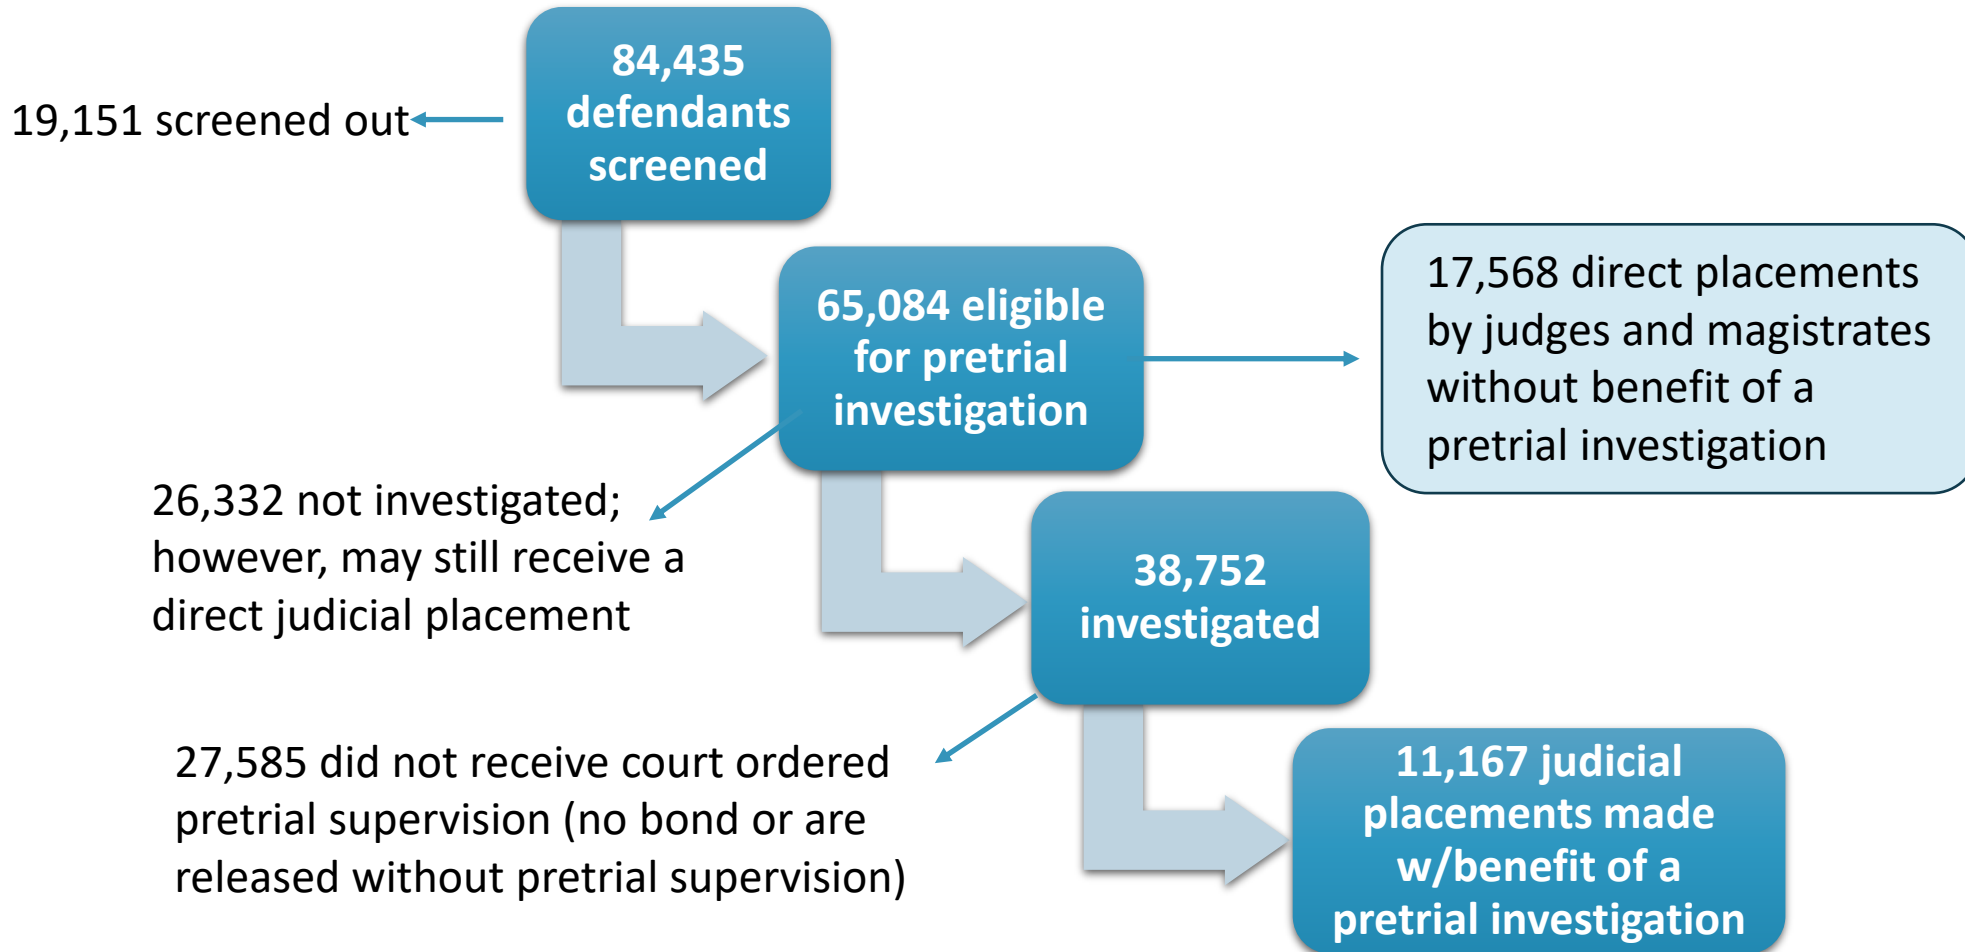 84,435
defendants
screened
19,151 screened out
65,084 eligible
for pretrial
investigation
17,568 direct placements
by judges and magistrates
without benefit of a
pretrial investigation
26,332 not investigated;
however, may still receive a
direct judicial placement
38,752
investigated
27,585 did not receive court ordered
pretrial supervision (no bond or are
released without pretrial supervision)
11,167 judicial
placements made
w/benefit of a
pretrial investigation